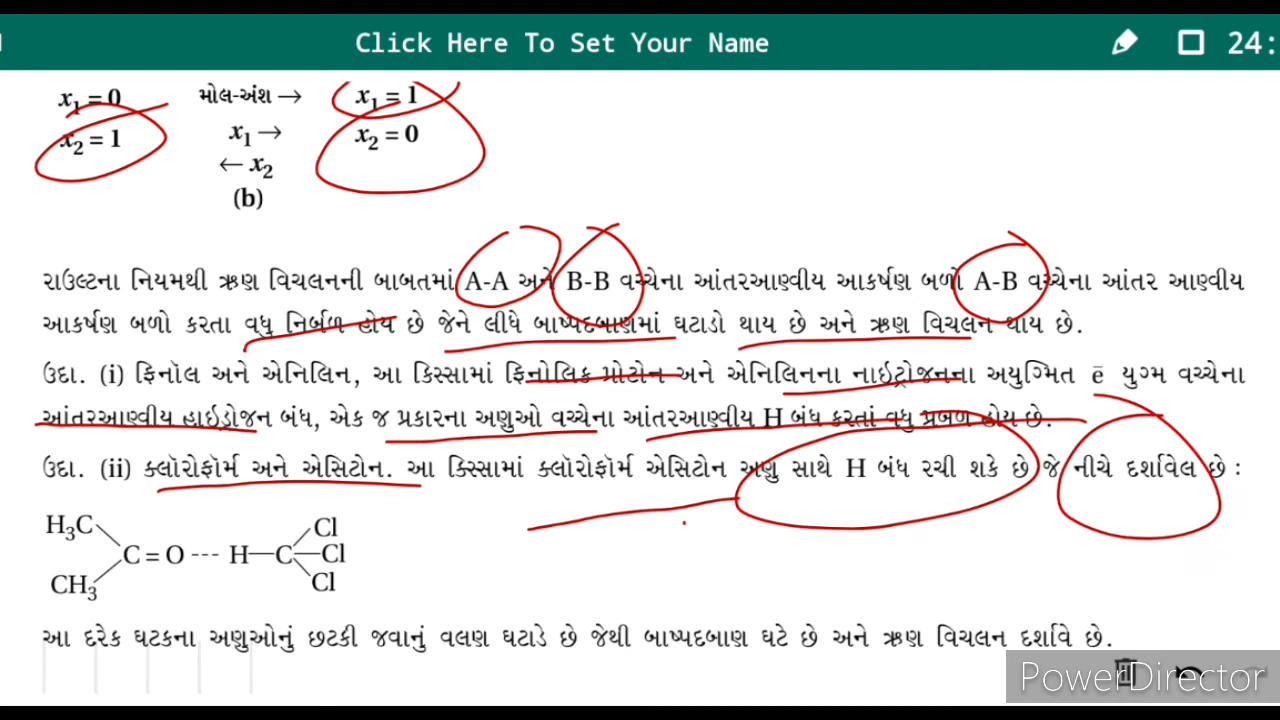 Click Here To Set Your Name
24:
x₁ = 0 મોલ-અંશ → x₁ = 1
x₂ = 1 x₁ → x₂ = 0
← x₂
(b)
રાઉલ્ટના નિયમથી ઋણ વિચલનની બાબતમાં A-A અને B-B વચ્ચેના આંતરઆણ્વીય આકર્ષણ બળો A-B વચ્ચેના આંતર આણ્વીય
આકર્ષણ બળો કરતા વધુ નિર્બળ હોય છે જેને લીધે બાષ્પદબાણમાં ઘટાડો થાય છે અને ઋણ વિચલન થાય છે.
ઉદા. (i) ફિનૉલ અને એનિલિન, આ કિસ્સામાં ફિનોલિક પ્રોટોન અને એનિલિનના નાઇટ્રોજનના અયુગ્મિત ē યુગ્મ વચ્ચેના
આંતરઆણ્વીય હાઇડ્રોજન બંધ, એક જ પ્રકારના અણુઓ વચ્ચેના આંતરઆણ્વીય H બંધ કરતાં વધુ પ્રબળ હોય છે.
ઉદા. (ii) ક્લૉરોફૉર્મ અને એસિટોન. આ કિસ્સામાં ક્લૉરોફૉર્મ એસિટોન અણુ સાથે H બંધ રચી શકે છે જે નીચે દર્શાવેલ છે :
H₃C Cl
C = O --- H—C—Cl
CH₃ Cl
આ દરેક ઘટકના અણુઓનું છટકી જવાનું વલણ ઘટાડે છે જેથી બાષ્પદબાણ ઘટે છે અને ઋણ વિચલન દર્શાવે છે.
PowerDirector